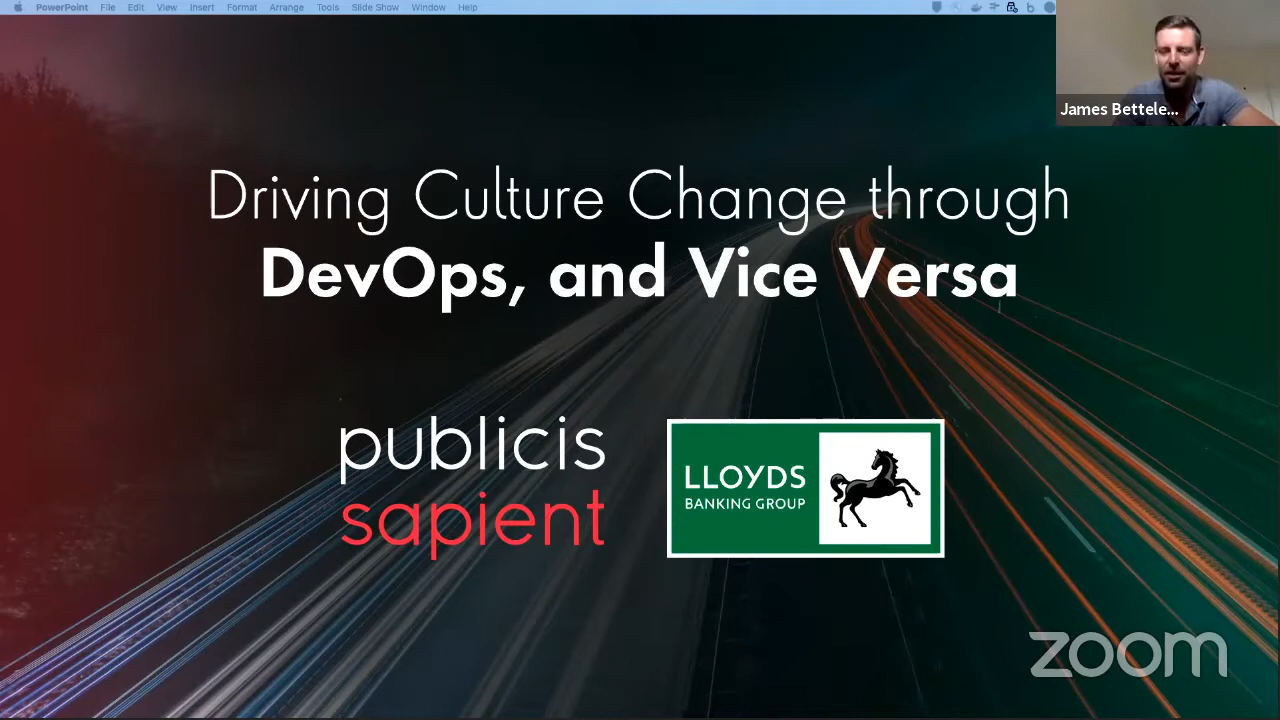 PowerPoint File Edit View Insert Format Arrange Tools Slide Show Window Help
James Bettele...
Driving Culture Change through
DevOps, and Vice Versa
publicis
sapient
LLOYDS
BANKING GROUP
zoom